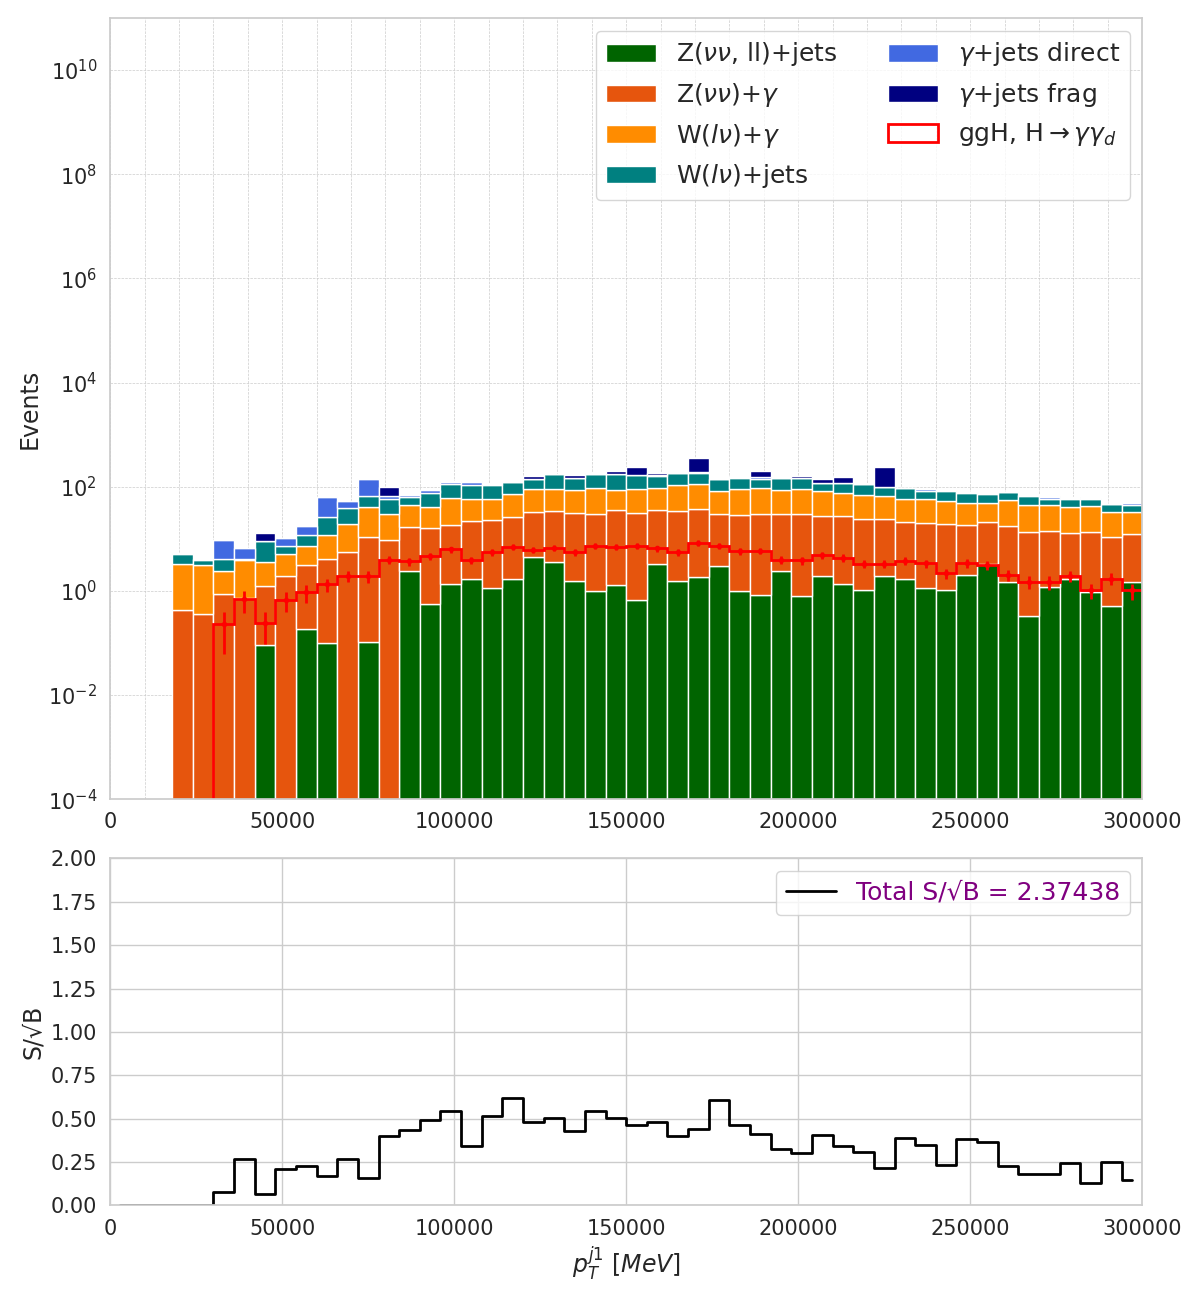 Z(νν, ll)+jets
Z(νν)+γ
W(lν)+γ
W(lν)+jets
γ+jets direct
γ+jets frag
ggH, H→γγ_d
Events
10^10
10^8
10^6
10^4
10^2
10^0
10^−2
10^−4
0 50000 100000 150000 200000 250000 300000
Total S/√B = 2.37438
S/√B
2.00
1.75
1.50
1.25
1.00
0.75
0.50
0.25
0.00
0 50000 100000 150000 200000 250000 300000
p_T^j1 [MeV]